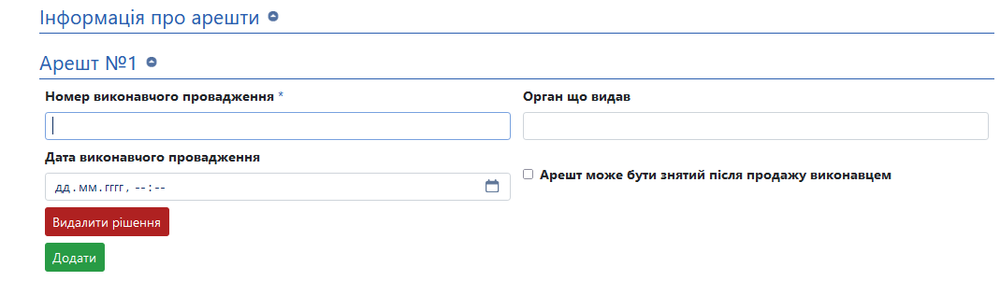 Інформація про арешти
Арешт №1
Номер виконавчого провадження *
Орган що видав
Дата виконавчого провадження
дд.мм.гггг, --:--
Арешт може бути знятий після продажу виконавцем
Видалити рішення
Додати